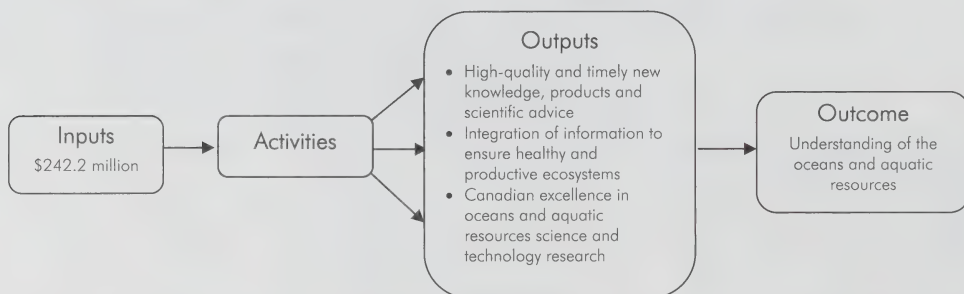 Inputs
$242.2 million
Activities
Outputs
• High-quality and timely new
knowledge, products and
scientific advice
• Integration of information to
ensure healthy and
productive ecosystems
• Canadian excellence in
oceans and aquatic
resources science and
technology research
Outcome
Understanding of the
oceans and aquatic
resources